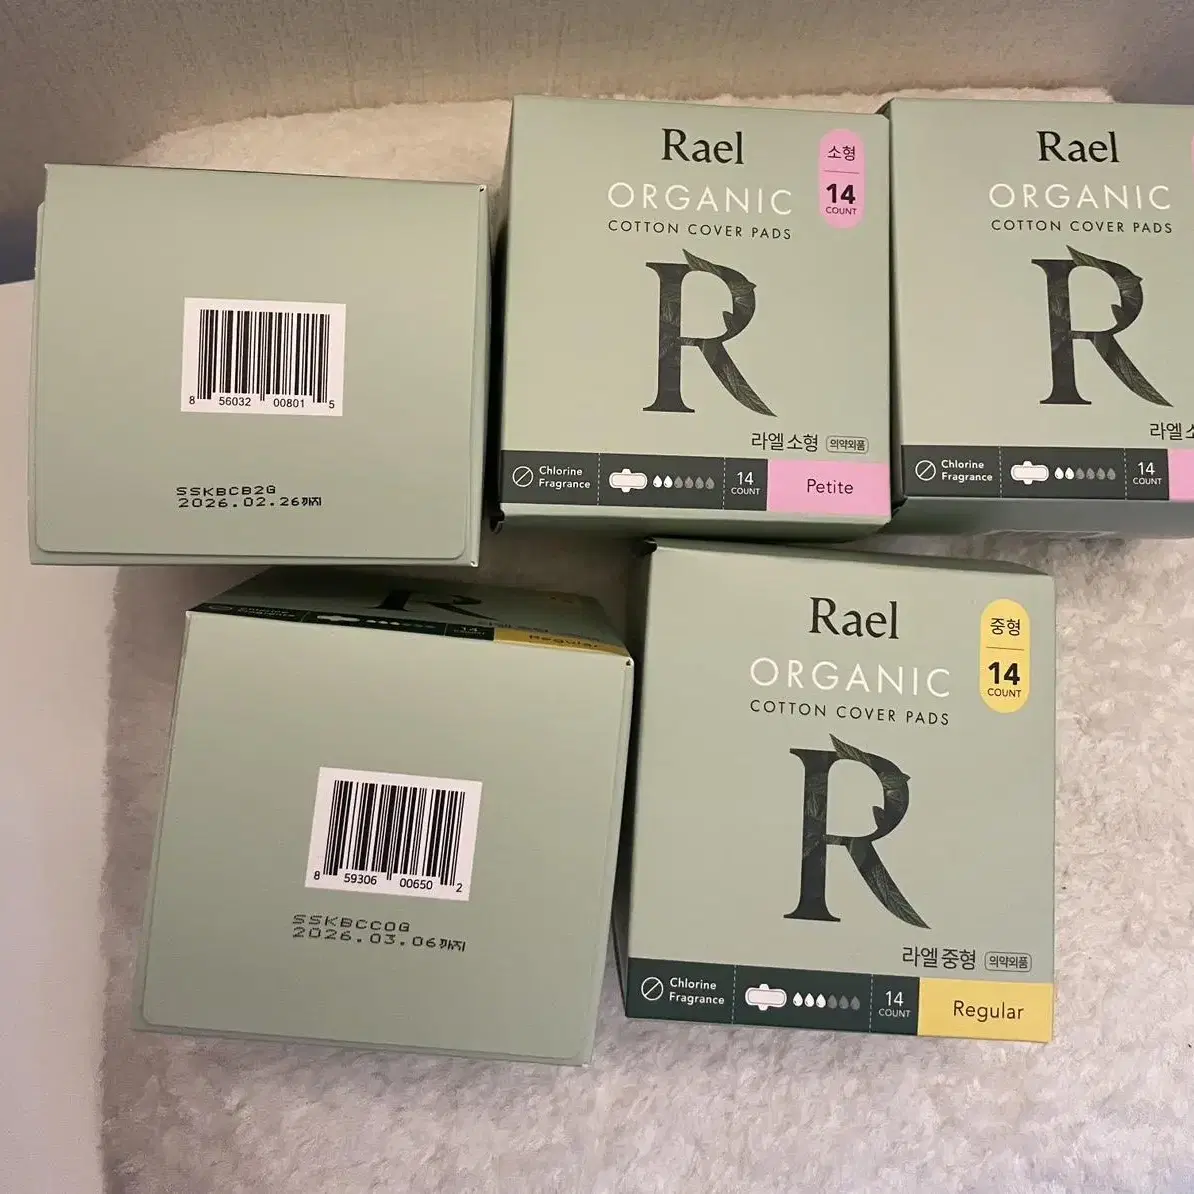 8 56032 00801 5
SSKBCB2G
2026.02.26까지
Rael
소형
14
COUNT
ORGANIC
COTTON COVER PADS
R
라엘 소형 의약외품
Chlorine
Fragrance
14
COUNT
Petite
Rael
ORGANIC
COTTON COVER PADS
R
라엘 소
Chlorine
Fragrance
14
COUNT
Chlorine
Fragrance
14
Regular
8 59306 00650 2
SSKBCC0G
2026.03.06까지
Rael
중형
14
COUNT
ORGANIC
COTTON COVER PADS
R
라엘 중형 의약외품
Chlorine
Fragrance
14
COUNT
Regular